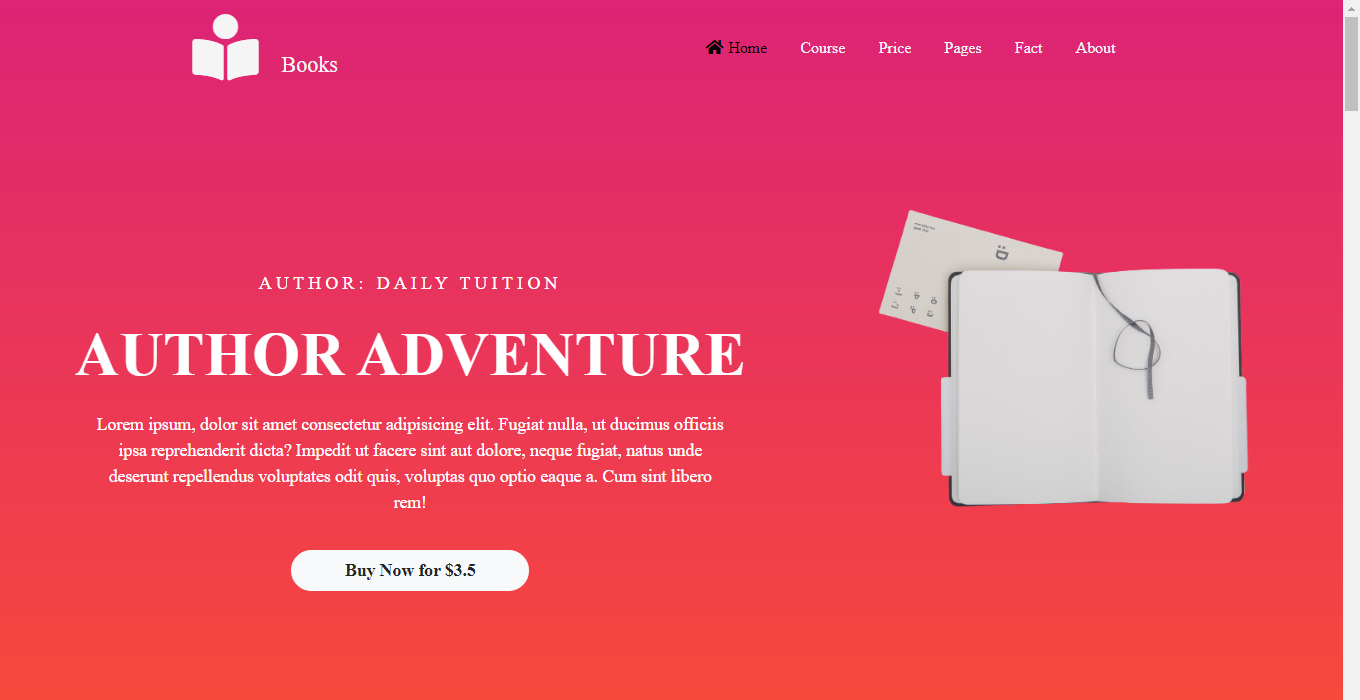 Books
Home Course Price Pages Fact About
AUTHOR: DAILY TUITION
AUTHOR ADVENTURE
Lorem ipsum, dolor sit amet consectetur adipisicing elit. Fugiat nulla, ut ducimus officiis
ipsa reprehenderit dicta? Impedit ut facere sint aut dolore, neque fugiat, natus unde
deserunt repellendus voluptates odit quis, voluptas quo optio eaque a. Cum sint libero
rem!
Buy Now for $3.5